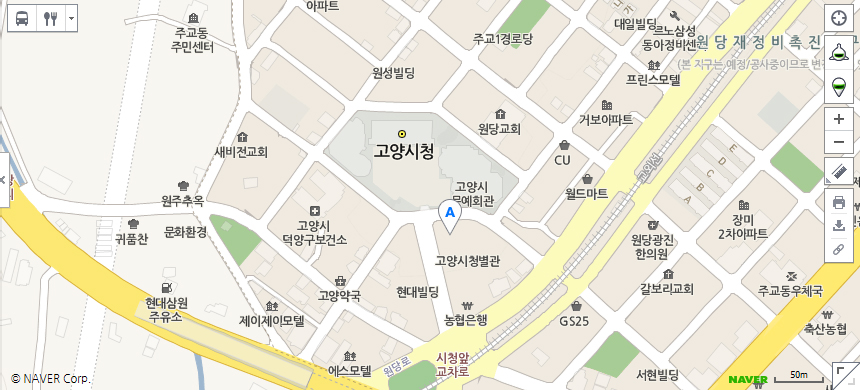 아파트
주교동
주민센터
대일빌딩
르노삼성
동아정비센터
주교1경로당
원당재정비촉진
(본 지구는 예정/공사중이므로 변
원성빌딩
프린스모텔
거보아파트
원당교회
고양시청
새비전교회
CU
고양시
문예회관
월드마트
고외선
E
D
C
B
A
원주추옥
귀품찬
문화환경
고양시
덕양구보건소
A
장미
2차아파트
원당광진
한의원
고양시청별관
갈보리교회
고양약국
현대빌딩
주교동우체국
현대삼원
주유소
제이제이모텔
농협은행
GS25
축산농협
에스모텔
원당로
시청앞
교차로
서현빌딩
© NAVER Corp.
NAVER
50m